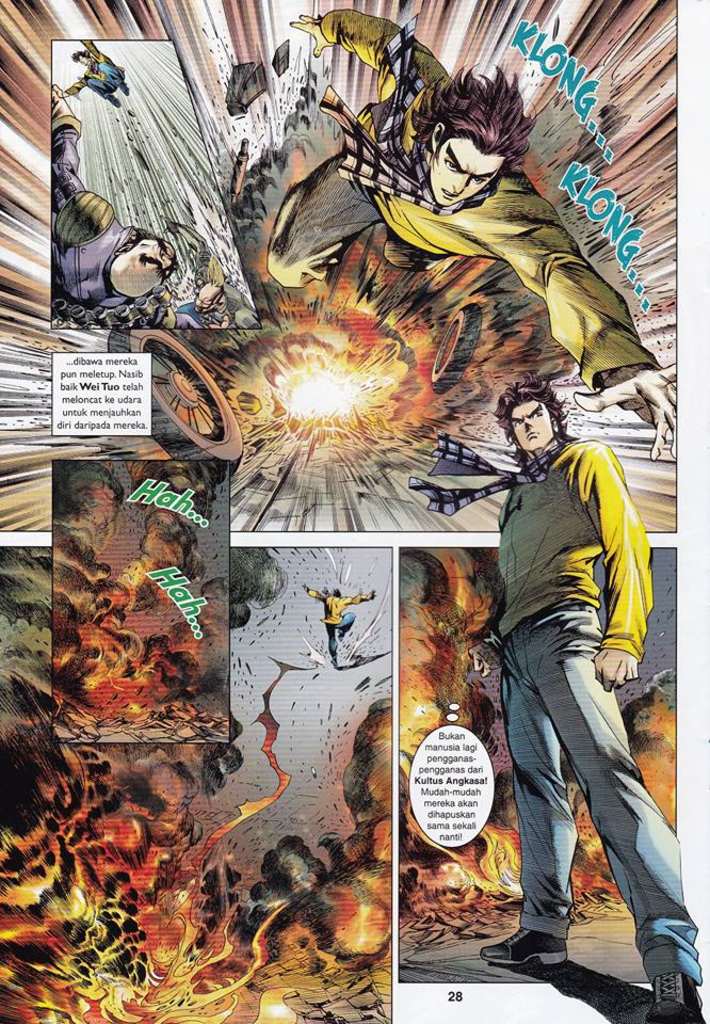 KLONG...
KLONG...
...dibawa mereka
pun meletup. Nasib
baik Wei Tuo telah
meloncat ke udara
untuk menjauhkan
diri daripada mereka.
Hah...
Hah...
Bukan
manusia lagi
pengganas-
pengganas dari
Kultus Angkasa!
Mudah-mudah
mereka akan
dihapuskan
sama sekali
nanti!
28